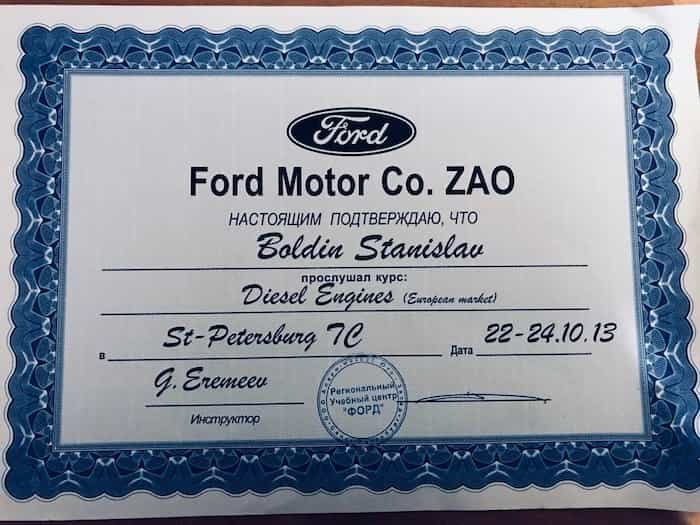 Ford
Ford Motor Co. ZAO
НАСТОЯЩИМ ПОДТВЕРЖДАЮ, ЧТО
Boldin Stanislav
прослушал курс:
Diesel Engines (European market)
в St-Petersburg TC Дата 22-24.10.13
G. Eremeev
Инструктор
Региональный
Учебный центр
"ФОРД"